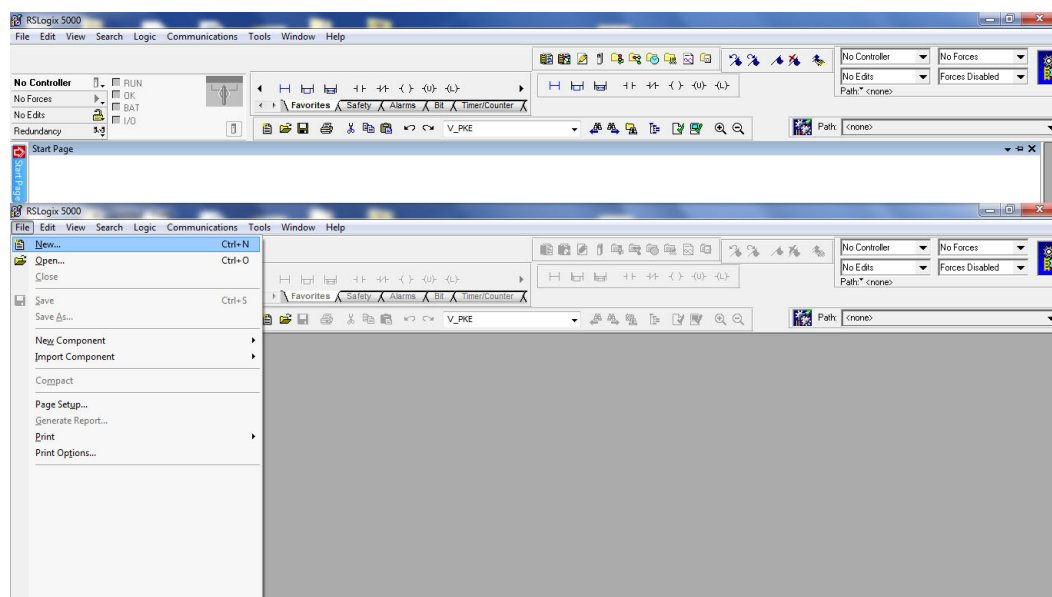 RSLogix 5000
File Edit View Search Logic Communications Tools Window Help
No Controller No Forces
No Edits Forces Disabled
Path:* <none>
No Controller RUN
No Forces OK
BAT
No Edits
I/O
Redundancy
Favorites Safety Alarms Bit Timer/Counter
V_PKE
Path: <none>
Start Page
Start Page
RSLogix 5000
File Edit View Search Logic Communications Tools Window Help
New... Ctrl+N
Open... Ctrl+O
Close
Save Ctrl+S
Save As...
New Component
Import Component
Compact
Page Setup...
Generate Report...
Print
Print Options...
No Controller No Forces
No Edits Forces Disabled
Path:* <none>
Favorites Safety Alarms Bit Timer/Counter
V_PKE
Path: <none>